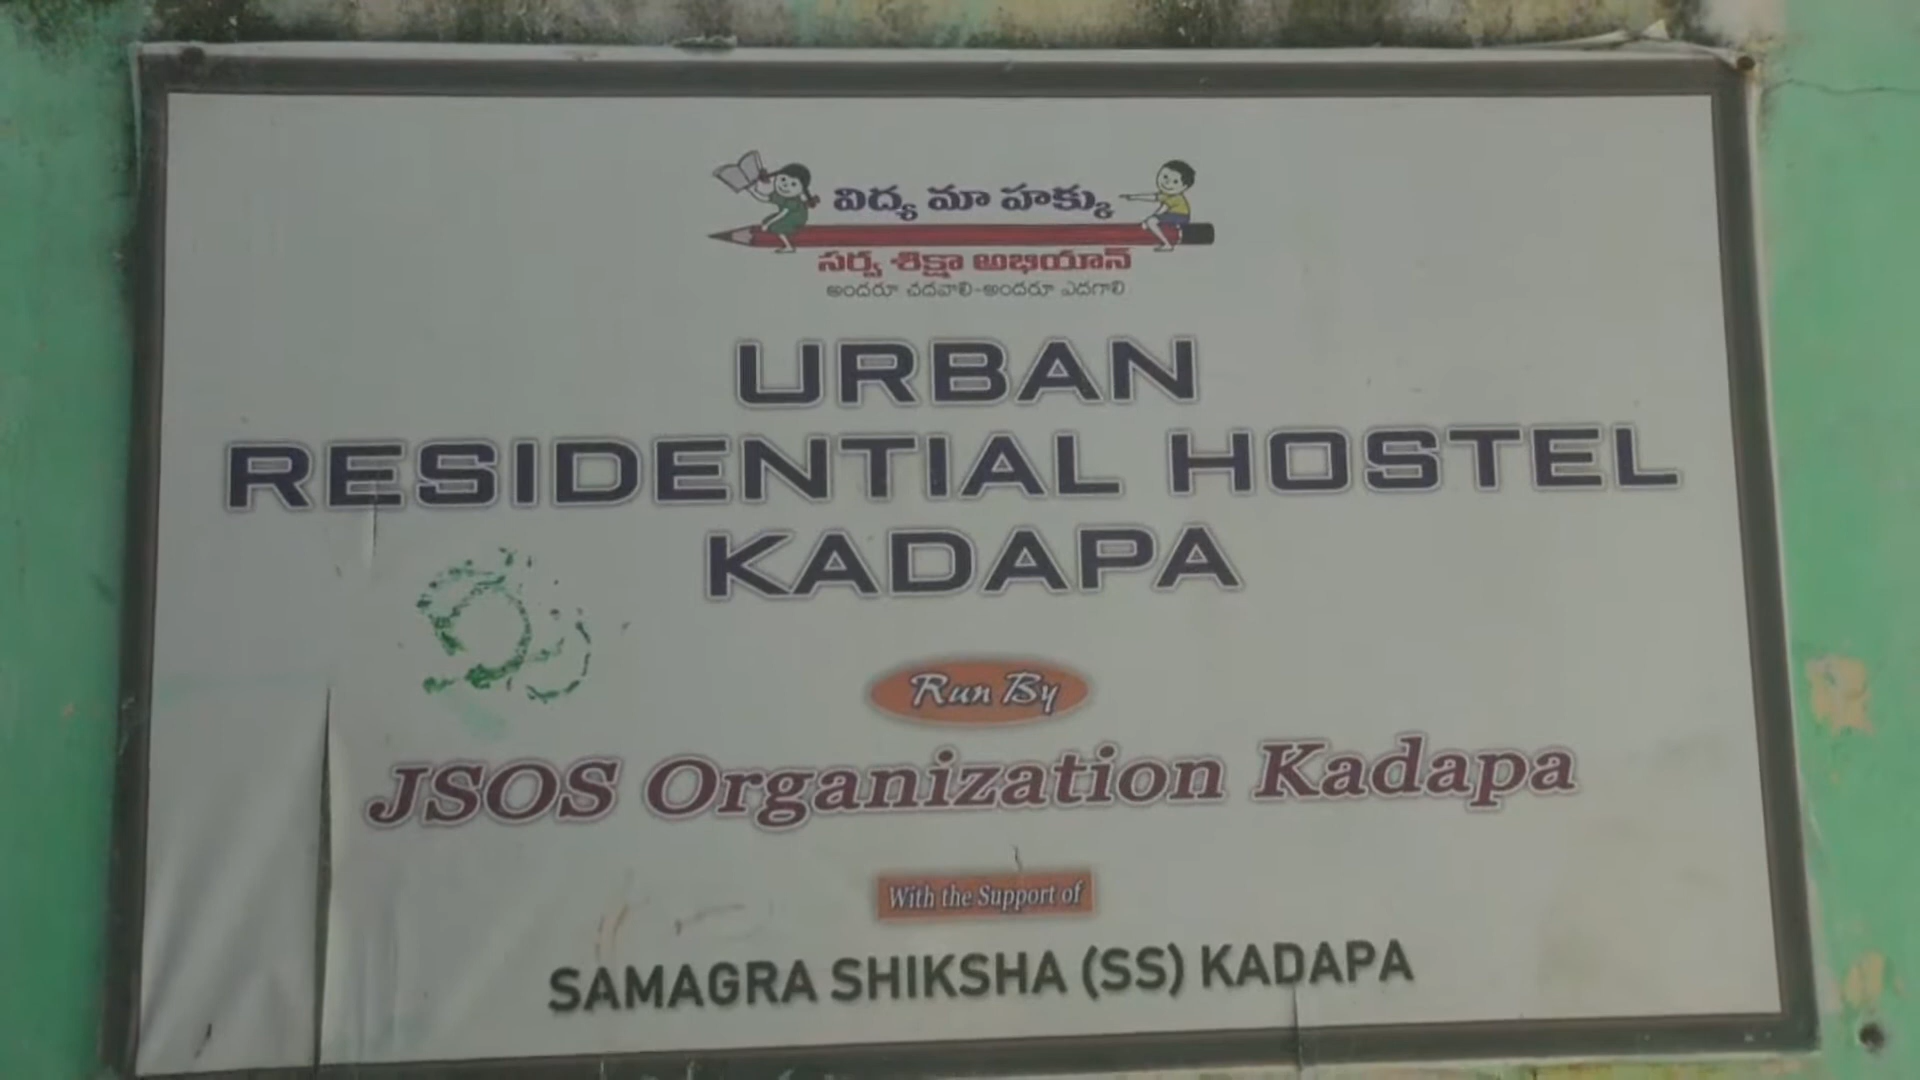 విద్య మా హక్కు
సర్వ శిక్షా అభియాన్
అందరూ చదవాలి-అందరూ ఎదగాలి
URBAN
RESIDENTIAL HOSTEL
KADAPA
Run By
JSOS Organization Kadapa
With the Support of
SAMAGRA SHIKSHA (SS) KADAPA